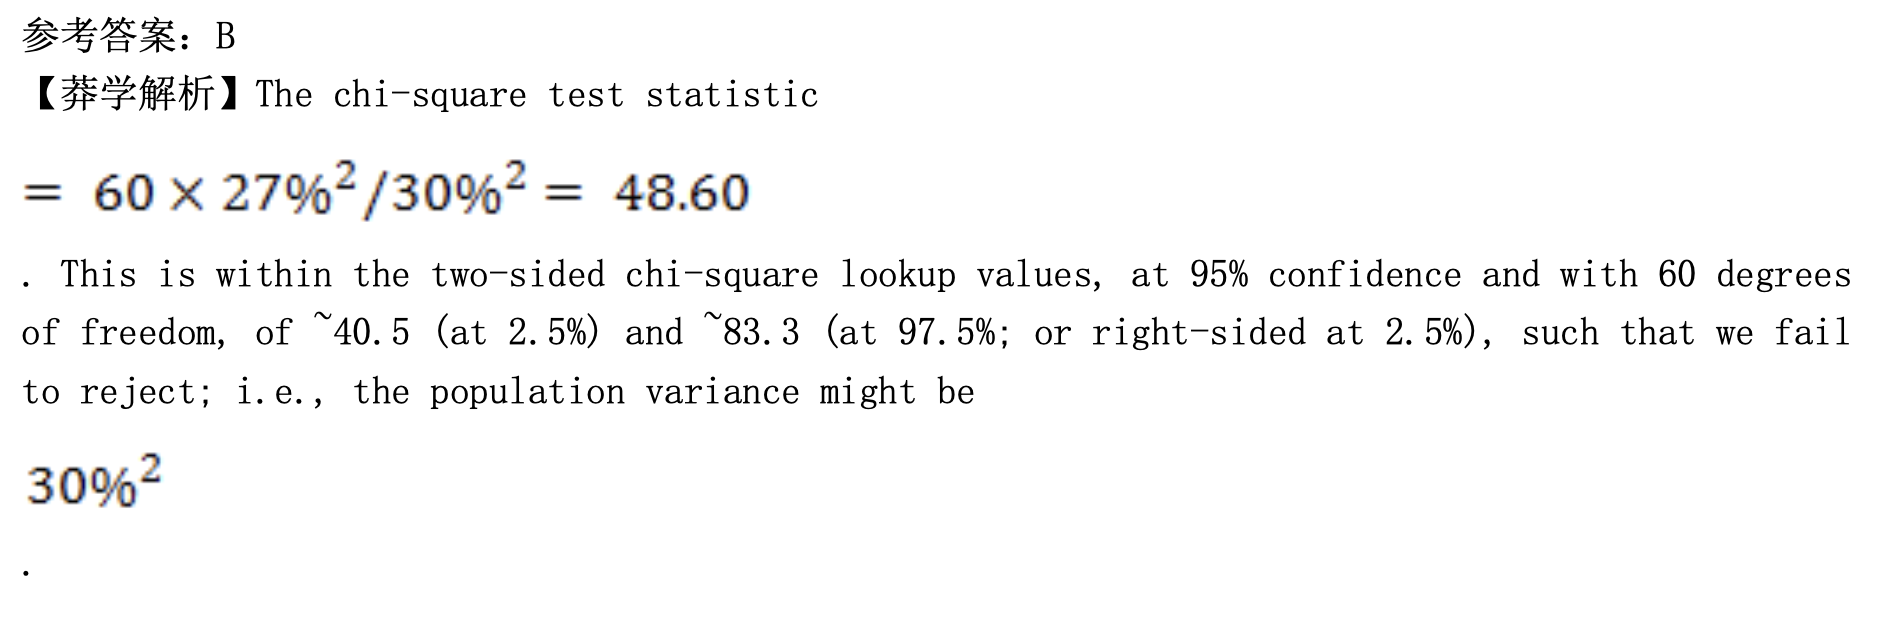 参考答案：B
【莽学解析】The chi-square test statistic
= 60 × 27%²/30%² = 48.60
. This is within the two-sided chi-square lookup values, at 95% confidence and with 60 degrees
of freedom, of ~40.5 (at 2.5%) and ~83.3 (at 97.5%; or right-sided at 2.5%), such that we fail
to reject; i.e., the population variance might be
30%²
.